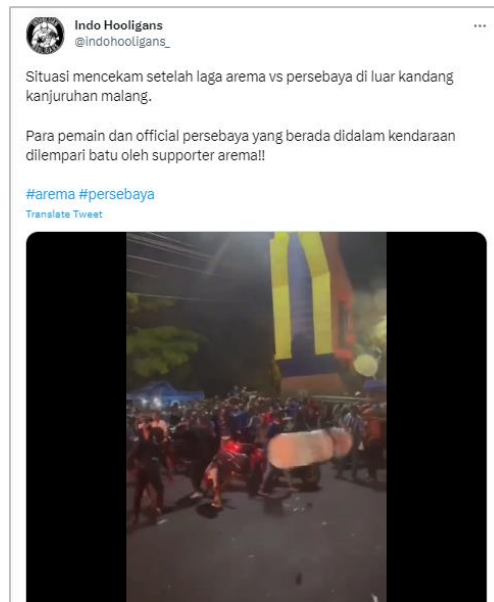 Indo Hooligans
@indohooligans_
Situasi mencekam setelah laga arema vs persebaya di luar kandang
kanjuruhan malang.
Para pemain dan official persebaya yang berada didalam kendaraan
dilempari batu oleh supporter arema!!
#arema #persebaya
Translate Tweet